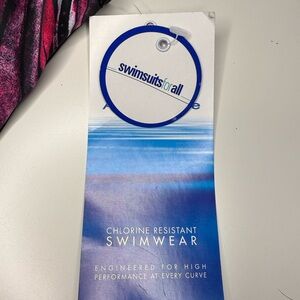 swimsuitsforall
CHLORINE RESISTANT
SWIMWEAR
ENGINEERED FOR HIGH
PERFORMANCE AT EVERY CURVE